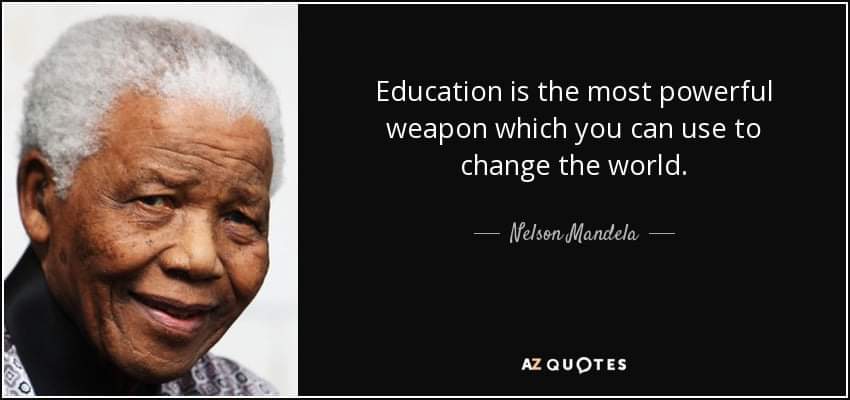 Education is the most powerful
weapon which you can use to
change the world.
Nelson Mandela
AZ QUOTES